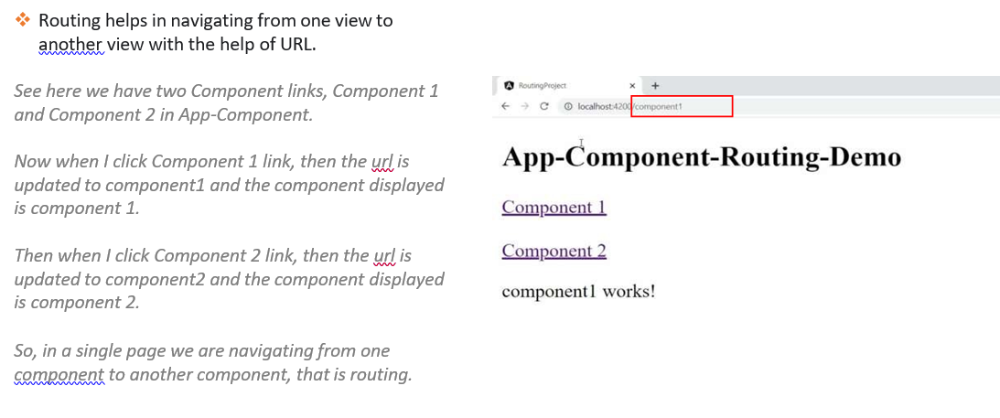 Routing helps in navigating from one view to
another view with the help of URL.
See here we have two Component links, Component 1
and Component 2 in App-Component.
Now when I click Component 1 link, then the url is
updated to component1 and the component displayed
is component 1.
Then when I click Component 2 link, then the url is
updated to component2 and the component displayed
is component 2.
So, in a single page we are navigating from one
component to another component, that is routing.
RoutingProject
localhost:4200/component1
App-Component-Routing-Demo
Component 1
Component 2
component1 works!